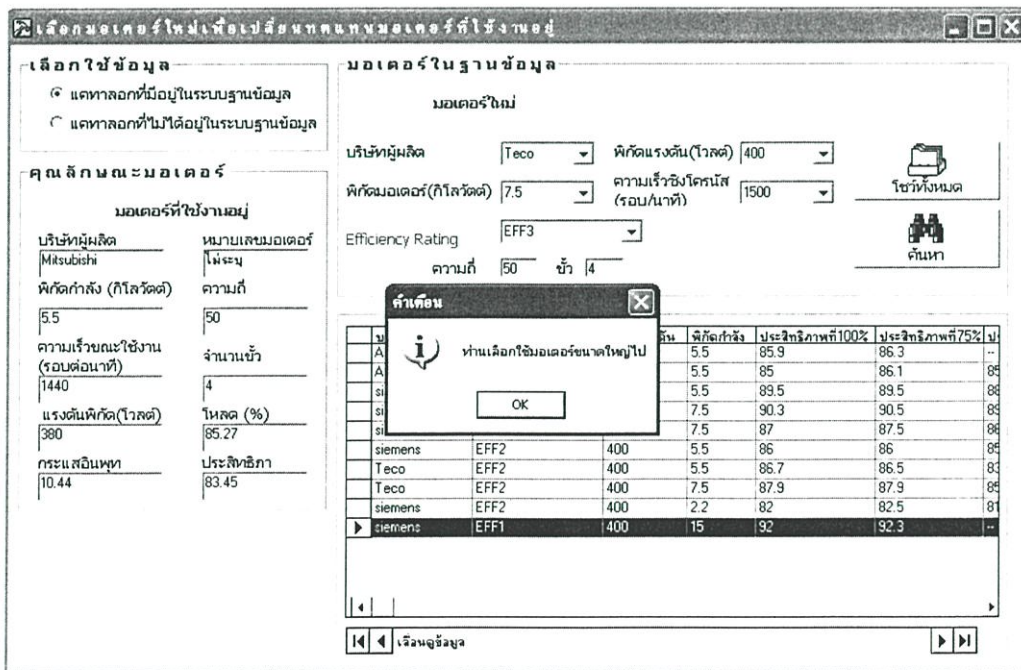 เลือกมอเตอร์ใหม่เพื่อเปลี่ยนทดแทนมอเตอร์ที่ใช้งานอยู่
เลือกใช้ข้อมูล
แคทาลอกที่มีอยู่ในระบบฐานข้อมูล
แคทาลอกที่ไม่ได้อยู่ในระบบฐานข้อมูล
คุณลักษณะมอเตอร์
มอเตอร์ที่ใช้งานอยู่
บริษัทผู้ผลิต หมายเลขมอเตอร์
Mitsubishi ไม่ระบุ
พิกัดกำลัง (กิโลวัตต์) ความถี่
5.5 50
ความเร็วขณะใช้งาน (รอบต่อนาที) จำนวนขั้ว
1440 4
แรงดันพิกัด(โวลต์) โหลด (%)
380 85.27
กระแสอินพุท ประสิทธิภา
10.44 83.45
มอเตอร์ในฐานข้อมูล
มอเตอร์ใหม่
บริษัทผู้ผลิต Teco พิกัดแรงดัน(โวลต์) 400
พิกัดมอเตอร์(กิโลวัตต์) 7.5 ความเร็วซิงโครนัส (รอบ/นาที) 1500
Efficiency Rating EFF3
ความถี่ 50 ขั้ว 4
โชว์ทั้งหมด
ค้นหา
คำเตือน
ท่านเลือกใช้มอเตอร์ขนาดใหญ่ไป
OK
พิกัดกำลัง ประสิทธิภาพที่100% ประสิทธิภาพที่75%
5.5 85.9 86.3 --
5.5 85 86.1 85
5.5 89.5 89.5
7.5 90.3 90.5
7.5 87 87.5
siemens EFF2 400 5.5 86 86 85
Teco EFF2 400 5.5 86.7 86.5 83
Teco EFF2 400 7.5 87.9 87.9
siemens EFF2 400 2.2 82 82.5 81
siemens EFF1 400 15 92 92.3 --
เลื่อนดูข้อมูล